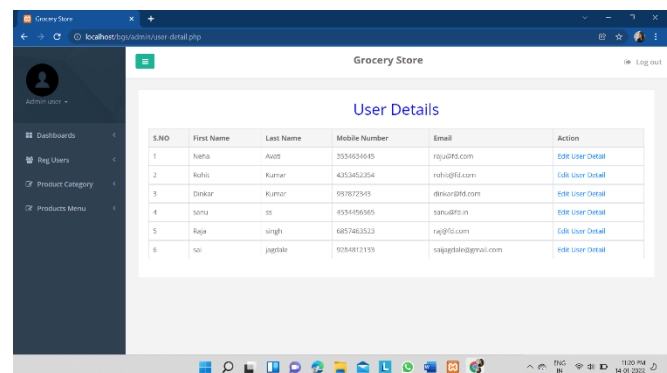 Grocery Store
localhost/bgs/admin/user-detail.php
Grocery Store
Log out
Admin user
User Details
Dashboards
Reg Users
Product Category
Products Menu
S.NO First Name Last Name Mobile Number Email Action
1 Neha Avati 3534634645 raju@fd.com Edit User Detail
2 Rohit Kumar 4353452354 rohit@fd.com Edit User Detail
3 Dinkar Kumar 937872343 dinkar@fd.com Edit User Detail
4 sanu ss 4534456565 sanu@fd.in Edit User Detail
5 Raja singh 6857463523 raj@fd.com Edit User Detail
6 sai jagdale 9284812133 saijagdale@gmail.com Edit User Detail
ENG
IN
11:20 PM
14-01-2022